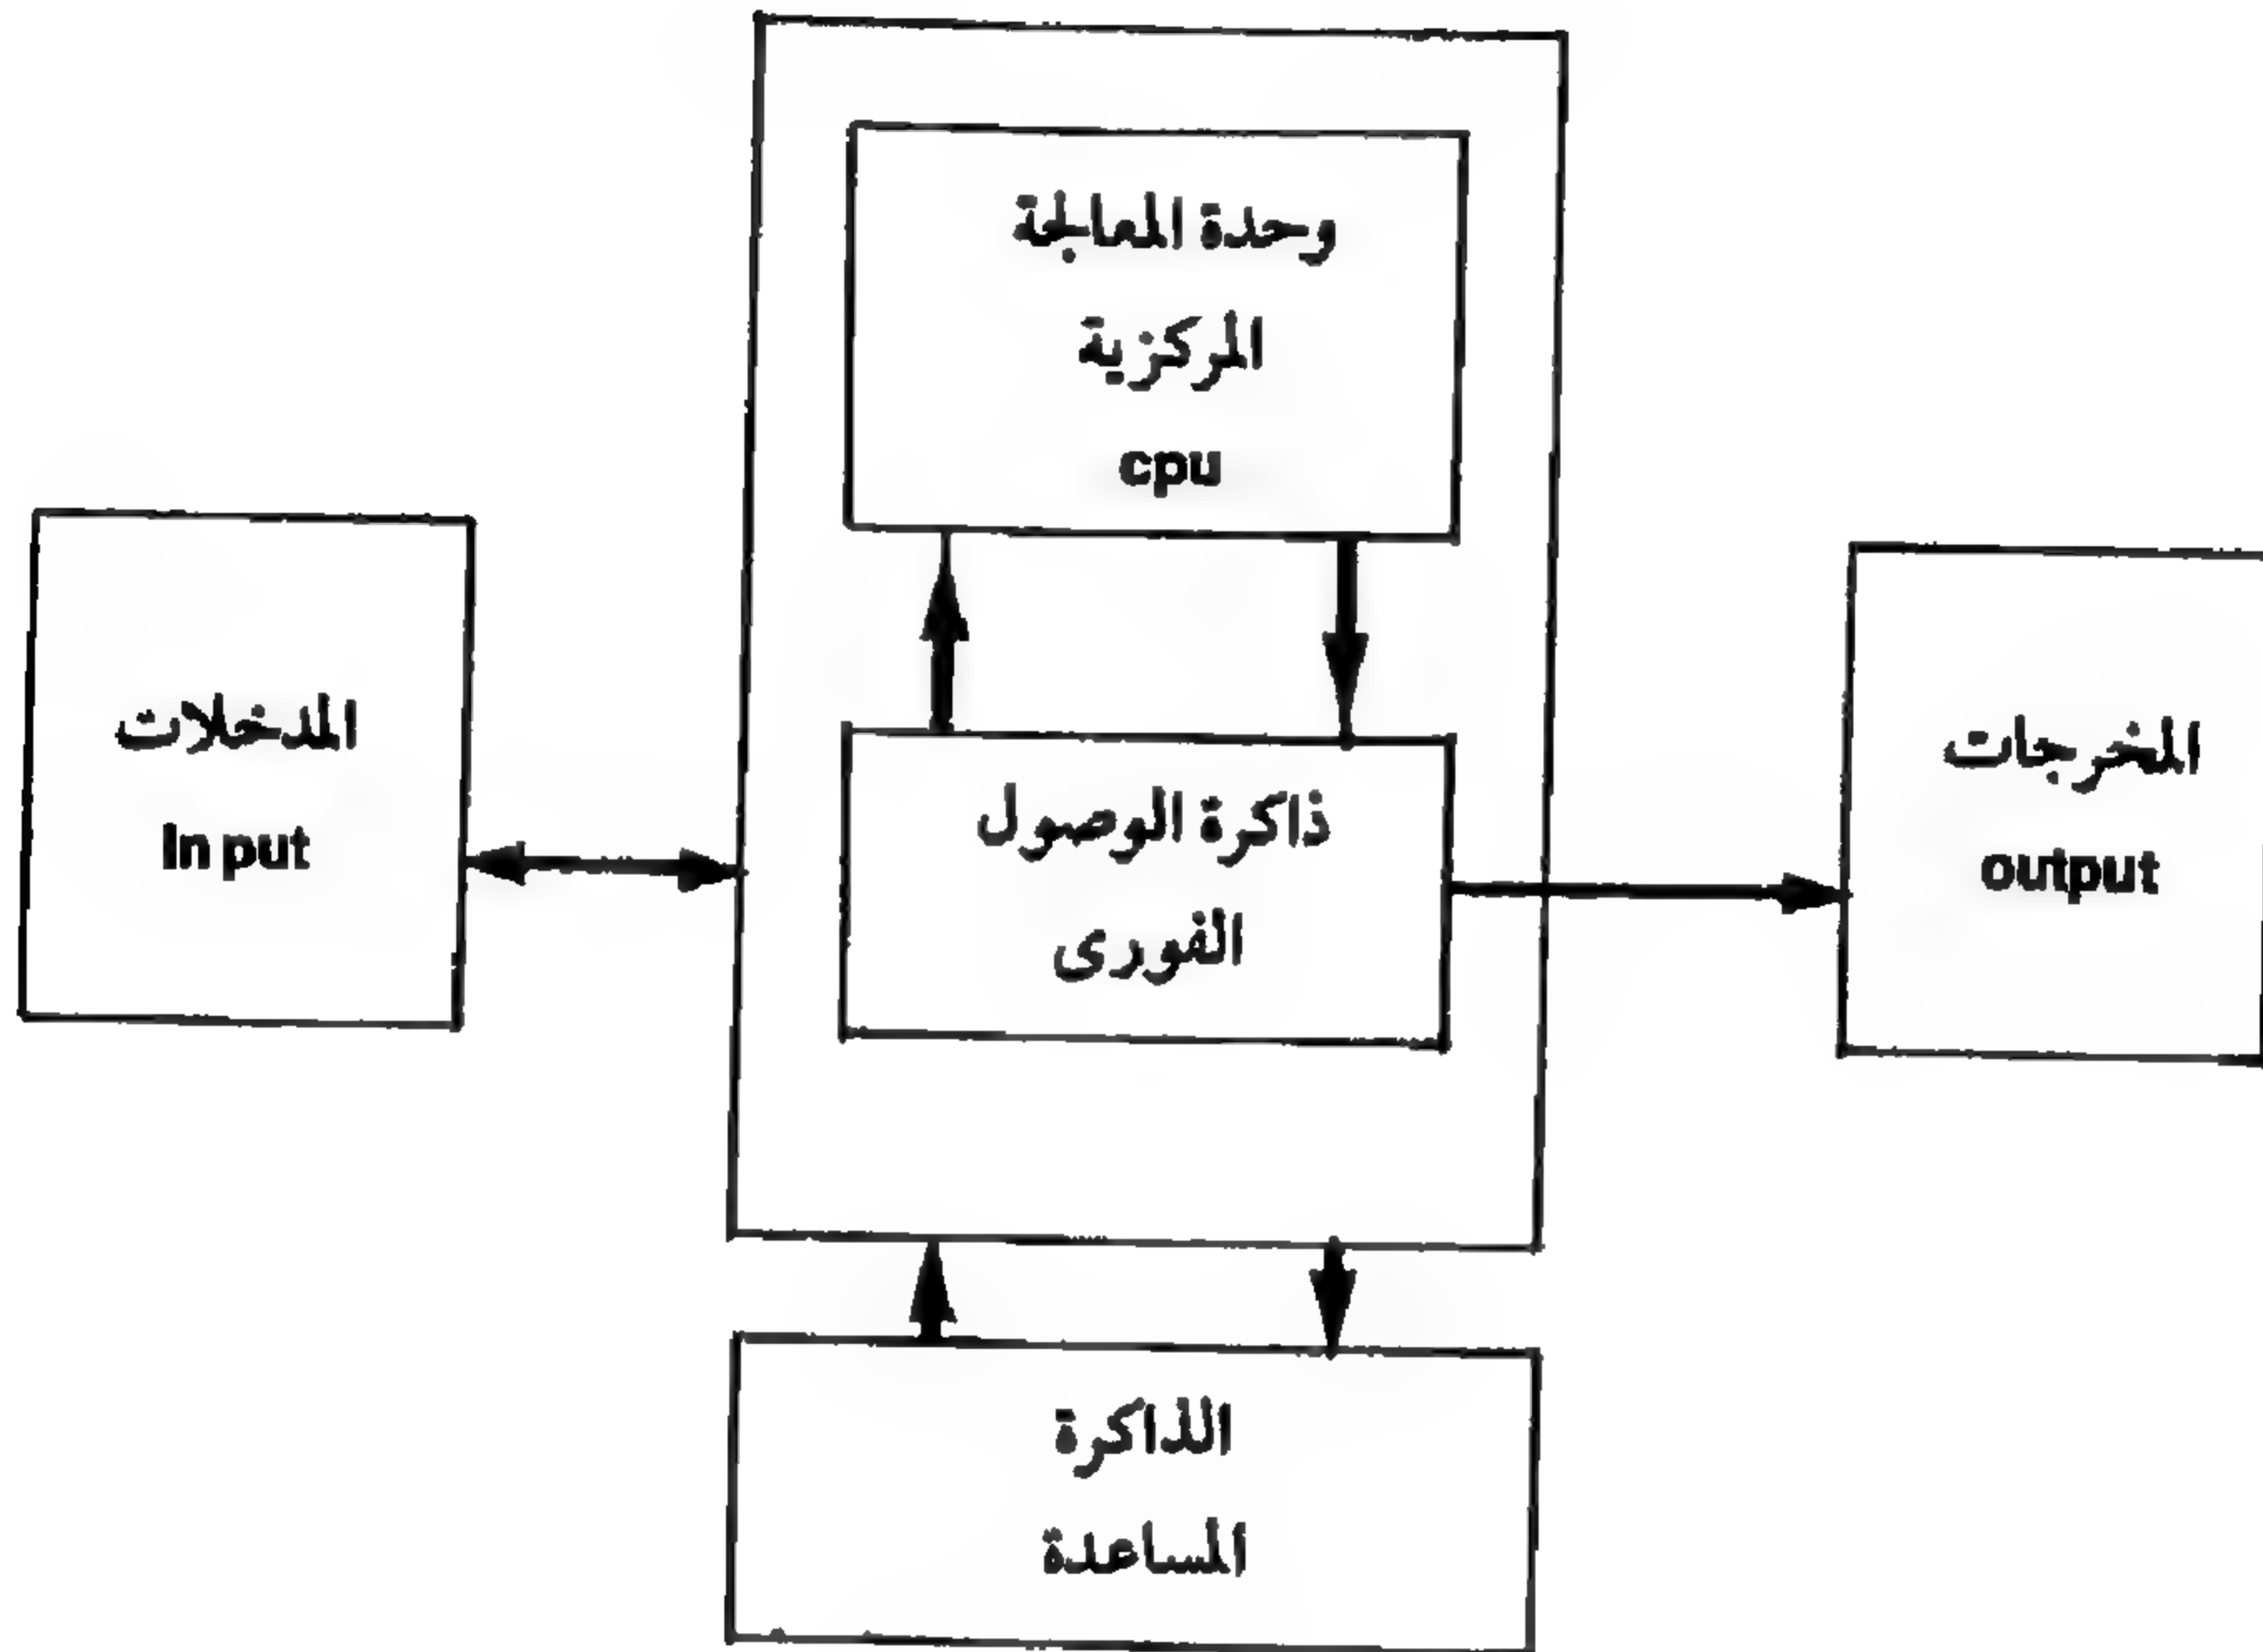 وحدة المعالجة
المركزية
cpu
المدخلات
In put
ذاكرة الوصول
الفورى
المخرجات
output
الذاكرة
المساعدة